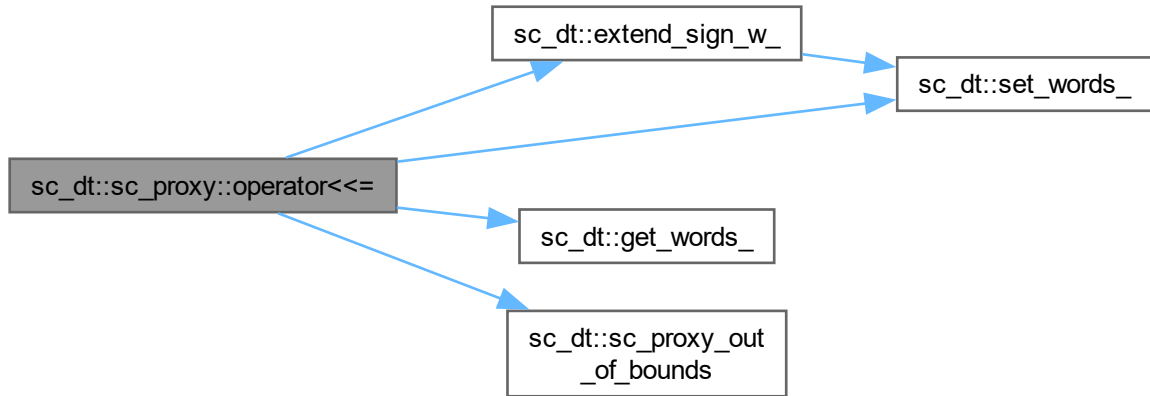 sc_dt::extend_sign_w_
sc_dt::set_words_
sc_dt::sc_proxy::operator<<=
sc_dt::get_words_
sc_dt::sc_proxy_out
_of_bounds